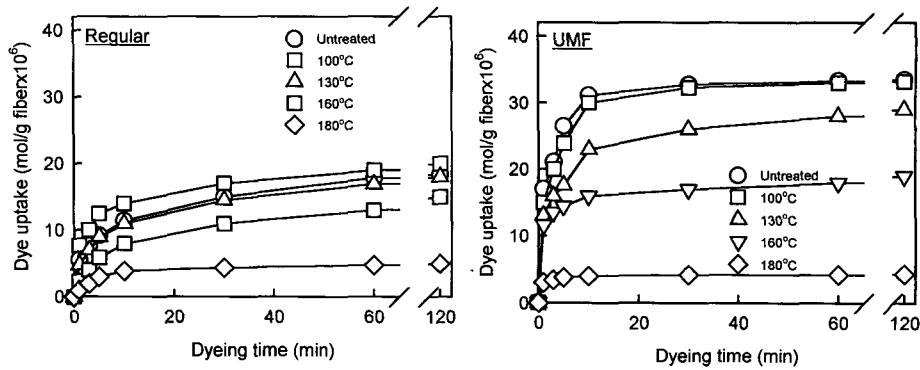 Regular
Untreated
100°C
130°C
160°C
180°C
40
30
20
10
0
Dye uptake (mol/g fiberx10⁶)
0 20 40 60 120
Dyeing time (min)
UMF
Untreated
100°C
130°C
160°C
180°C
40
30
20
10
0
Dye uptake (mol/g fiberx10⁶)
0 20 40 60 120
Dyeing time (min)